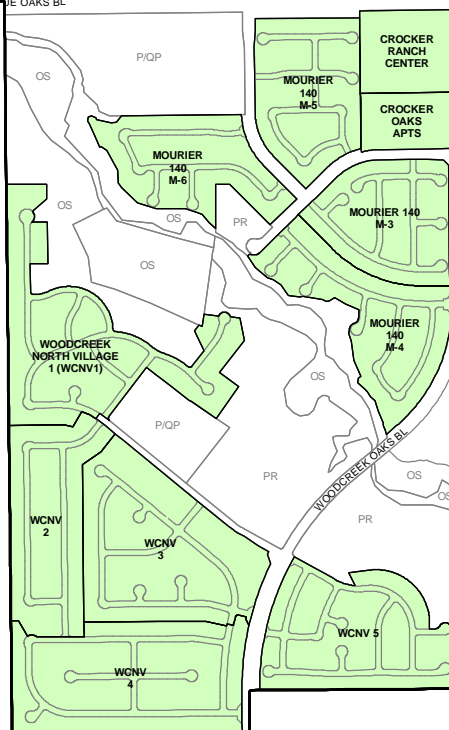 UE OAKS BL
P/QP
CROCKER
RANCH
CENTER
OS
MOURIER
140
M-5
CROCKER
OAKS
APTS
MOURIER
140
M-6
OS
OS
PR
MOURIER 140
M-3
OS
MOURIER
140
M-4
WOODCREEK
NORTH VILLAGE
1 (WCNV1)
OS
P/QP
WOODCREEK OAKS BL
PR
OS
OS
PR
WCNV
2
WCNV
3
WCNV 5
WCNV
4